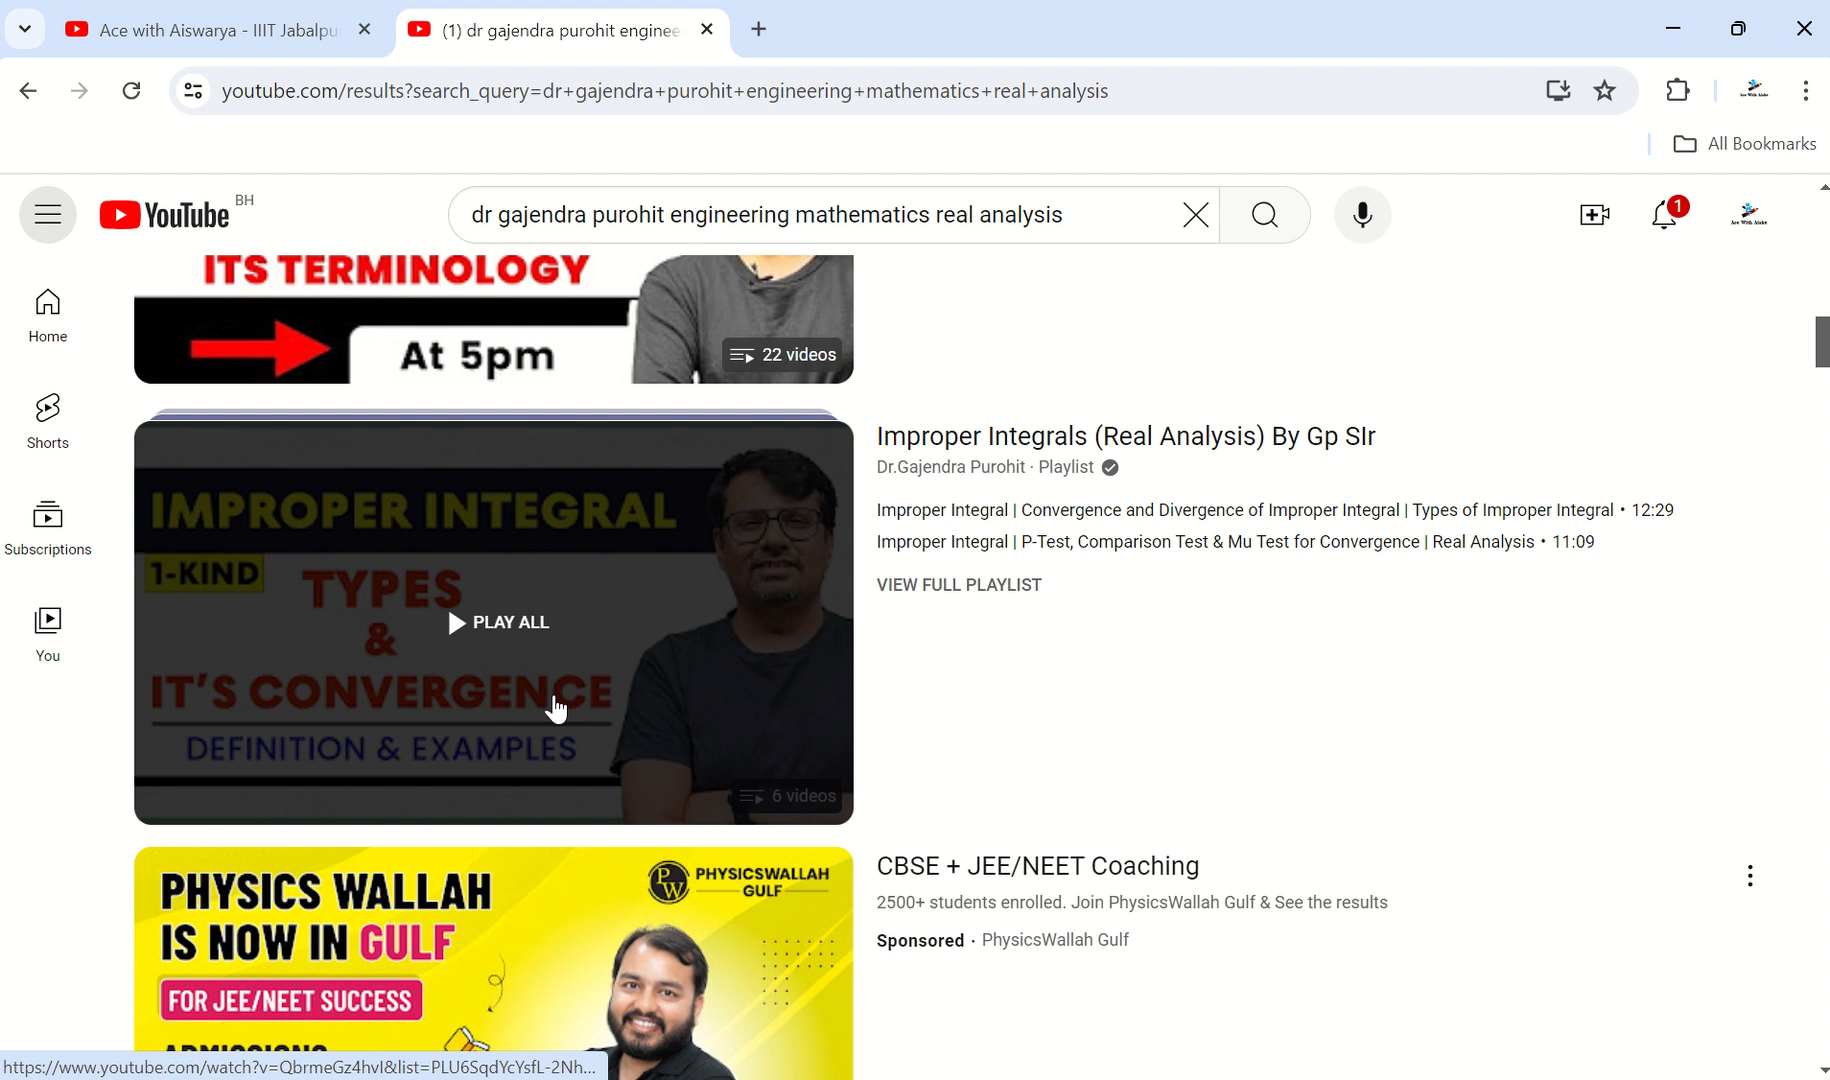 Ace with Aiswarya - IIIT Jabalpu
(1) dr gajendra purohit enginee
youtube.com/results?search_query=dr+gajendra+purohit+engineering+mathematics+real+analysis
All Bookmarks
YouTube BH
dr gajendra purohit engineering mathematics real analysis
1
Home
Shorts
Subscriptions
You
ITS TERMINOLOGY
At 5pm
22 videos
IMPROPER INTEGRAL
1-KIND
TYPES
&
IT'S CONVERGENCE
DEFINITION & EXAMPLES
PLAY ALL
6 videos
Improper Integrals (Real Analysis) By Gp SIr
Dr.Gajendra Purohit · Playlist
Improper Integral | Convergence and Divergence of Improper Integral | Types of Improper Integral · 12:29
Improper Integral | P-Test, Comparison Test & Mu Test for Convergence | Real Analysis · 11:09
VIEW FULL PLAYLIST
PHYSICS WALLAH
IS NOW IN GULF
FOR JEE/NEET SUCCESS
PW PHYSICSWALLAH
GULF
CBSE + JEE/NEET Coaching
2500+ students enrolled. Join PhysicsWallah Gulf & See the results
Sponsored · PhysicsWallah Gulf
https://www.youtube.com/watch?v=QbrmeGz4hvI&list=PLU6SqdYcYsfL-2Nh...